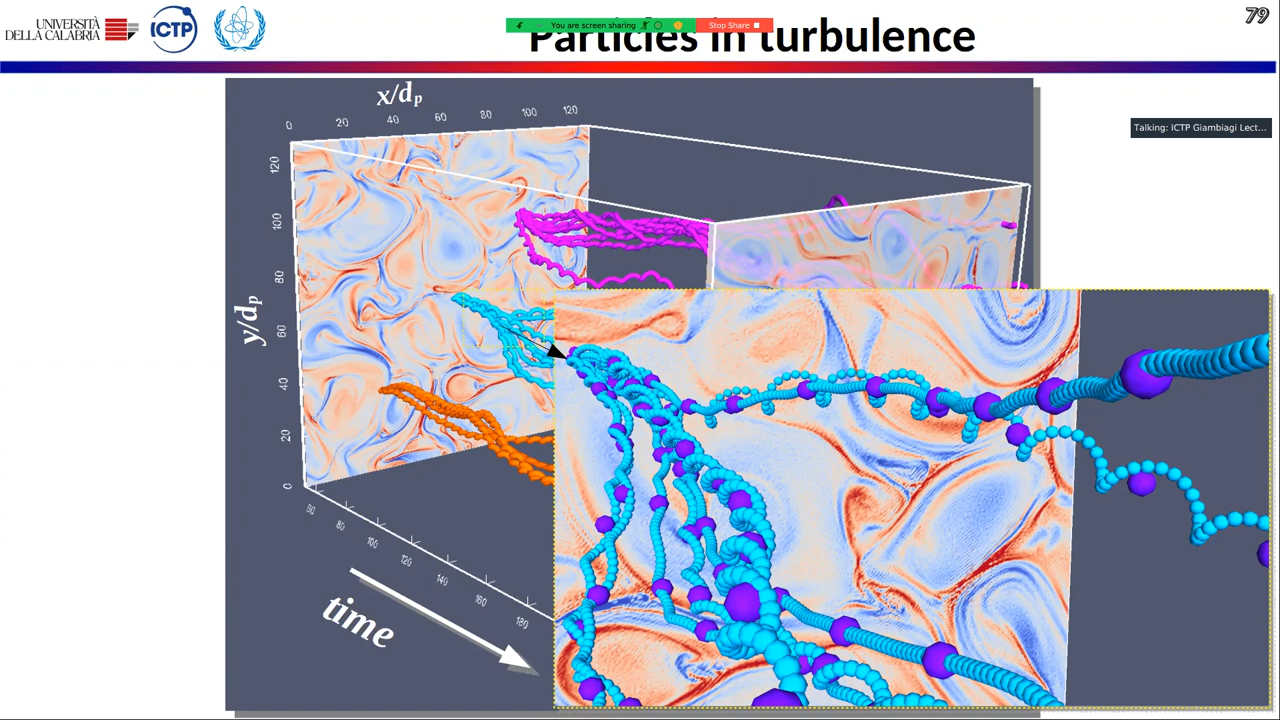 UNIVERSITÀ
DELLA CALABRIA
ICTP
You are screen sharing
Stop Share
Particles in turbulence
79
Talking: ICTP Giambiagi Lect...
x/dp
0 20 40 60 80 100 120
y/dp
120
100
80
60
40
20
0
80 100 120 140 160 180
time